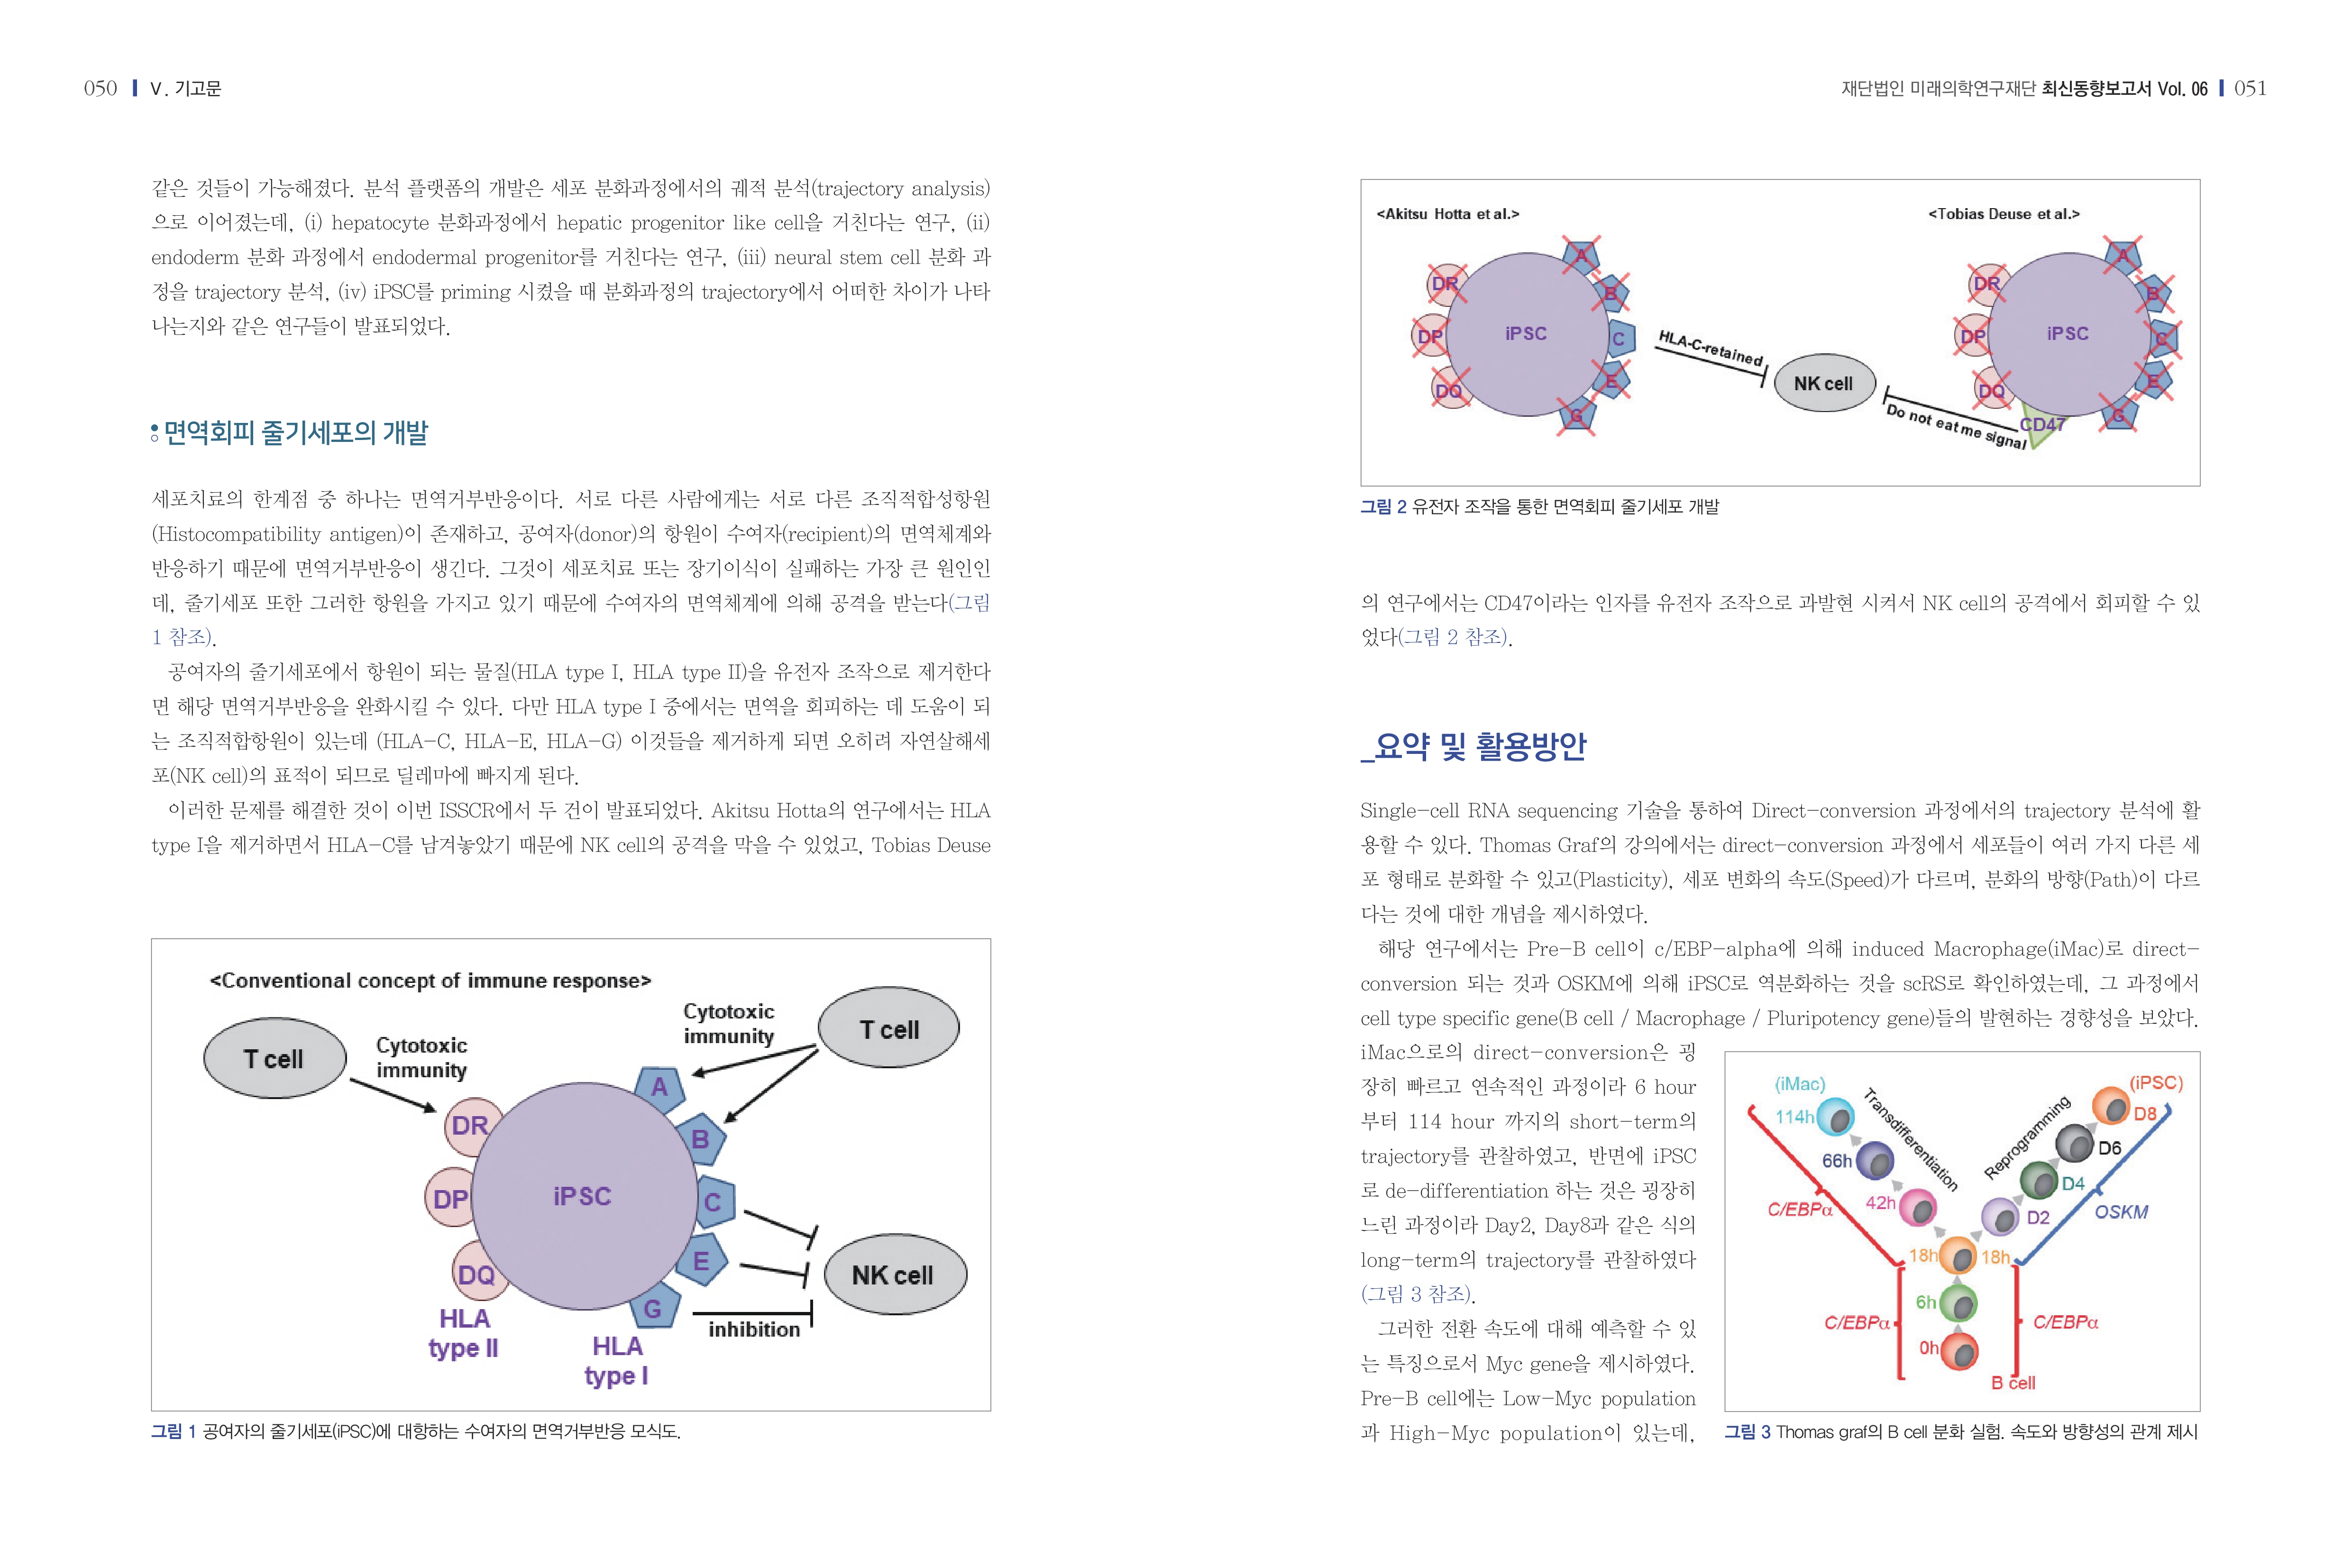 050 V. 기고문
같은 것들이 가능해졌다. 분석 플랫폼의 개발은 세포 분화과정에서의 궤적 분석(trajectory analysis)
으로 이어졌는데, (i) hepatocyte 분화과정에서 hepatic progenitor like cell을 거친다는 연구, (ii)
endoderm 분화 과정에서 endodermal progenitor를 거친다는 연구, (iii) neural stem cell 분화 과
정을 trajectory 분석, (iv) iPSC를 priming 시켰을 때 분화과정의 trajectory에서 어떠한 차이가 나타
나는지와 같은 연구들이 발표되었다.
면역회피 줄기세포의 개발
세포치료의 한계점 중 하나는 면역거부반응이다. 서로 다른 사람에게는 서로 다른 조직적합성항원
(Histocompatibility antigen)이 존재하고, 공여자(donor)의 항원이 수여자(recipient)의 면역체계와
반응하기 때문에 면역거부반응이 생긴다. 그것이 세포치료 또는 장기이식이 실패하는 가장 큰 원인인
데, 줄기세포 또한 그러한 항원을 가지고 있기 때문에 수여자의 면역체계에 의해 공격을 받는다(그림
1 참조).
공여자의 줄기세포에서 항원이 되는 물질(HLA type I, HLA type II)을 유전자 조작으로 제거한다
면 해당 면역거부반응을 완화시킬 수 있다. 다만 HLA type I 중에서는 면역을 회피하는 데 도움이 되
는 조직적합항원이 있는데 (HLA-C, HLA-E, HLA-G) 이것들을 제거하게 되면 오히려 자연살해세
포(NK cell)의 표적이 되므로 딜레마에 빠지게 된다.
이러한 문제를 해결한 것이 이번 ISSCR에서 두 건이 발표되었다. Akitsu Hotta의 연구에서는 HLA
type I을 제거하면서 HLA-C를 남겨놓았기 때문에 NK cell의 공격을 막을 수 있었고, Tobias Deuse
<Conventional concept of immune response>
T cell
Cytotoxic
immunity
Cytotoxic
immunity
T cell
DR
DP
DQ
iPSC
A
B
C
E
G
NK cell
inhibition
HLA
type II
HLA
type I
그림 1 공여자의 줄기세포(iPSC)에 대항하는 수여자의 면역거부반응 모식도.
재단법인 미래의학연구재단 최신동향보고서 Vol. 06 051
<Akitsu Hotta et al.>
<Tobias Deuse et al.>
DR
DP
DQ
iPSC
A
B
C
E
G
HLA-C-retained
NK cell
Do not eat me signal
DR
DP
DQ
iPSC
A
B
C
E
G
CD47
그림 2 유전자 조작을 통한 면역회피 줄기세포 개발
의 연구에서는 CD47이라는 인자를 유전자 조작으로 과발현 시켜서 NK cell의 공격에서 회피할 수 있
었다(그림 2 참조).
_요약 및 활용방안
Single-cell RNA sequencing 기술을 통하여 Direct-conversion 과정에서의 trajectory 분석에 활
용할 수 있다. Thomas Graf의 강의에서는 direct-conversion 과정에서 세포들이 여러 가지 다른 세
포 형태로 분화할 수 있고(Plasticity), 세포 변화의 속도(Speed)가 다르며, 분화의 방향(Path)이 다르
다는 것에 대한 개념을 제시하였다.
해당 연구에서는 Pre-B cell이 c/EBP-alpha에 의해 induced Macrophage(iMac)로 direct-
conversion 되는 것과 OSKM에 의해 iPSC로 역분화하는 것을 scRS로 확인하였는데, 그 과정에서
cell type specific gene(B cell / Macrophage / Pluripotency gene)들의 발현하는 경향성을 보았다.
iMac으로의 direct-conversion은 굉
장히 빠르고 연속적인 과정이라 6 hour
부터 114 hour 까지의 short-term의
trajectory를 관찰하였고, 반면에 iPSC
로 de-differentiation 하는 것은 굉장히
느린 과정이라 Day2, Day8과 같은 식의
long-term의 trajectory를 관찰하였다
(그림 3 참조).
그러한 전환 속도에 대해 예측할 수 있
는 특징으로서 Myc gene을 제시하였다.
Pre-B cell에는 Low-Myc population
과 High-Myc population이 있는데,
(iMac)
114h
66h
42h
Transdifferentiation
C/EBPα
(iPSC)
D8
D6
D4
D2
Reprogramming
OSKM
18h
18h
6h
0h
C/EBPα
C/EBPα
B cell
그림 3 Thomas graf의 B cell 분화 실험. 속도와 방향성의 관계 제시